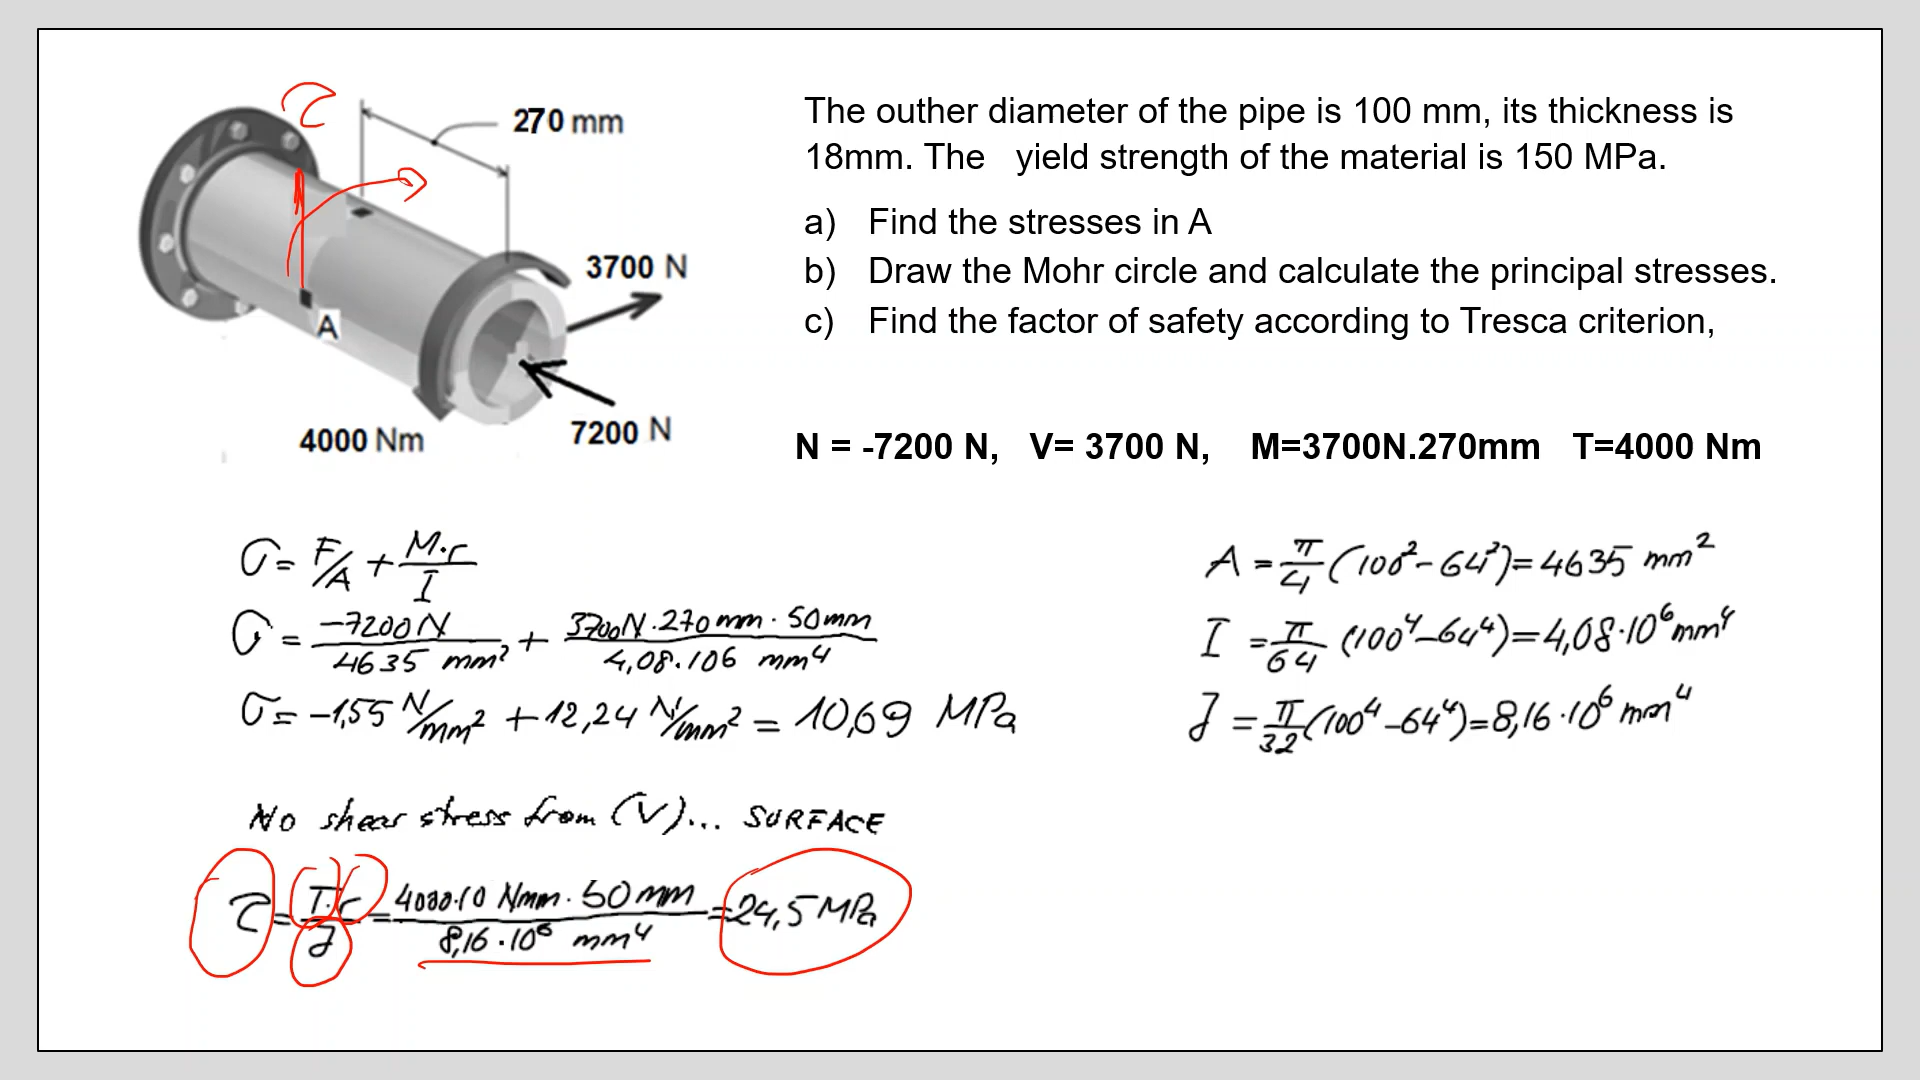 270 mm
3700 N
A
4000 Nm
7200 N
The outher diameter of the pipe is 100 mm, its thickness is
18mm. The yield strength of the material is 150 MPa.
a) Find the stresses in A
b) Draw the Mohr circle and calculate the principal stresses.
c) Find the factor of safety according to Tresca criterion,
N = -7200 N, V= 3700 N, M=3700N.270mm T=4000 Nm
σ = F/A + M.c/I
σ = -7200N/4635 mm² + 3700N.270mm.50mm/4,08.106 mm⁴
σ = -1,55 N/mm² + 12,24 N/mm² = 10,69 MPa
No shear stress from (V)... SURFACE
τ = T.c/J = 4000.10 Nmm.50mm/8,16.10⁶ mm⁴ = 24,5 MPa
A = π/4 (100²-64²) = 4635 mm²
I = π/64 (100⁴-64⁴) = 4,08.10⁶ mm⁴
J = π/32 (100⁴-64⁴) = 8,16.10⁶ mm⁴
τ